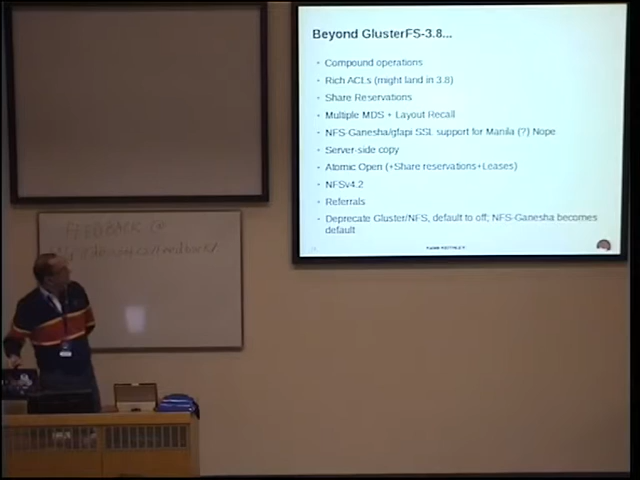 Beyond GlusterFS-3.8...
Compound operations
Rich ACLs (might land in 3.8)
Share Reservations
Multiple MDS + Layout Recall
NFS-Ganesha/gfapi SSL support for Manila (?) Nope
Server-side copy
Atomic Open (+Share reservations+Leases)
NFSv4.2
Referrals
Deprecate Gluster/NFS, default to off; NFS-Ganesha becomes
default
FEEDBACK @